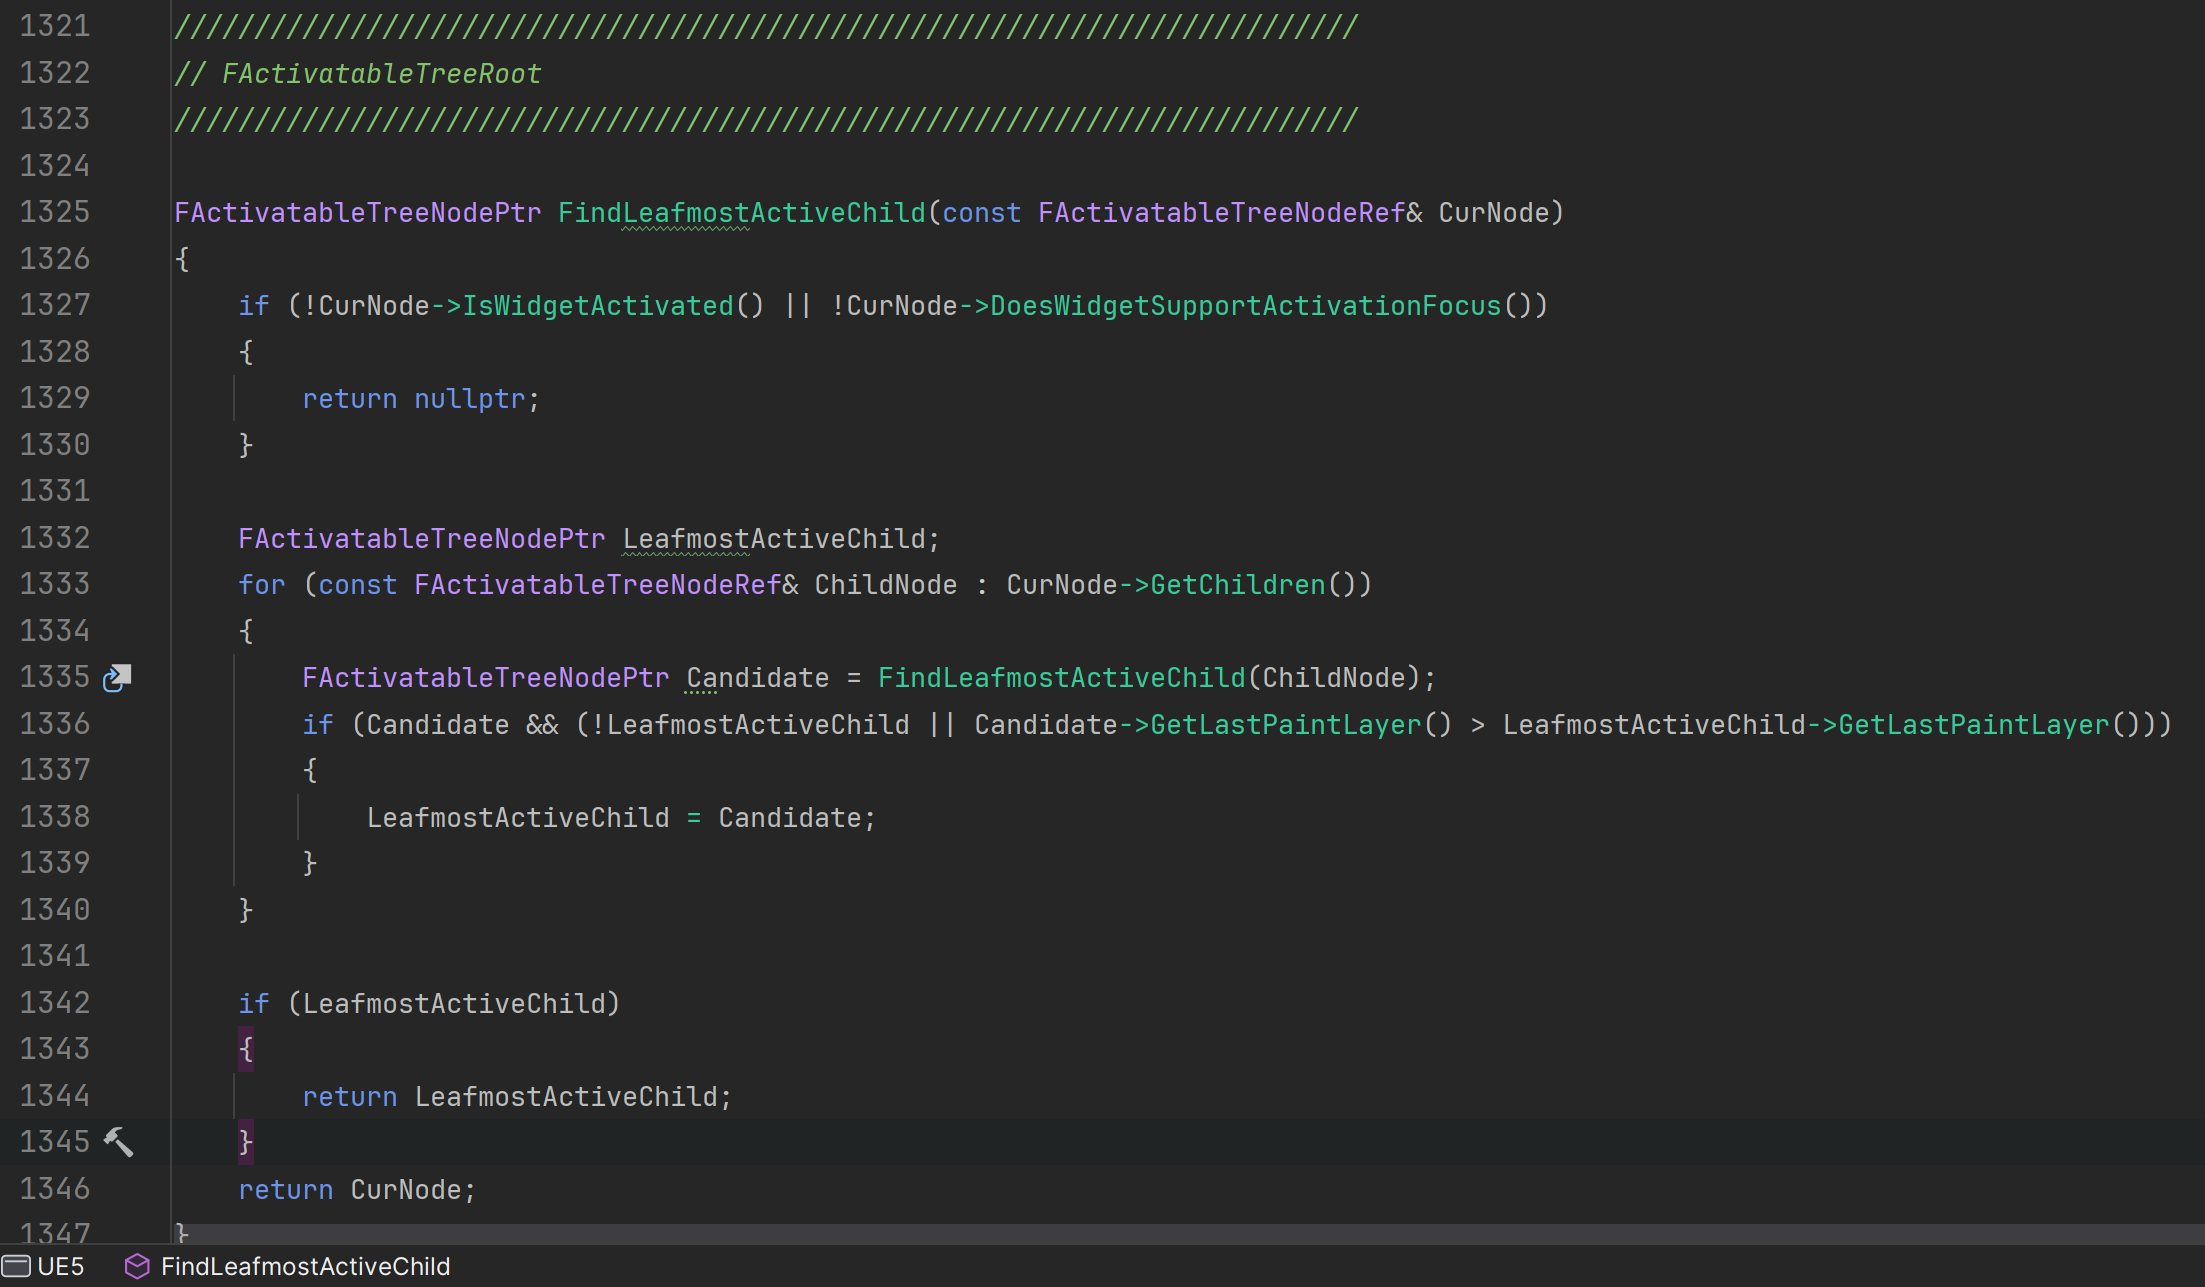 1321 //////////////////////////////////////////////////////////////////////////
1322 // FActivatableTreeRoot
1323 //////////////////////////////////////////////////////////////////////////
1324
1325 FActivatableTreeNodePtr FindLeafmostActiveChild(const FActivatableTreeNodeRef& CurNode)
1326 {
1327     if (!CurNode->IsWidgetActivated() || !CurNode->DoesWidgetSupportActivationFocus())
1328     {
1329         return nullptr;
1330     }
1331
1332     FActivatableTreeNodePtr LeafmostActiveChild;
1333     for (const FActivatableTreeNodeRef& ChildNode : CurNode->GetChildren())
1334     {
1335         FActivatableTreeNodePtr Candidate = FindLeafmostActiveChild(ChildNode);
1336         if (Candidate && (!LeafmostActiveChild || Candidate->GetLastPaintLayer() > LeafmostActiveChild->GetLastPaintLayer()))
1337         {
1338             LeafmostActiveChild = Candidate;
1339         }
1340     }
1341
1342     if (LeafmostActiveChild)
1343     {
1344         return LeafmostActiveChild;
1345     }
1346     return CurNode;
1347 }
UE5 FindLeafmostActiveChild